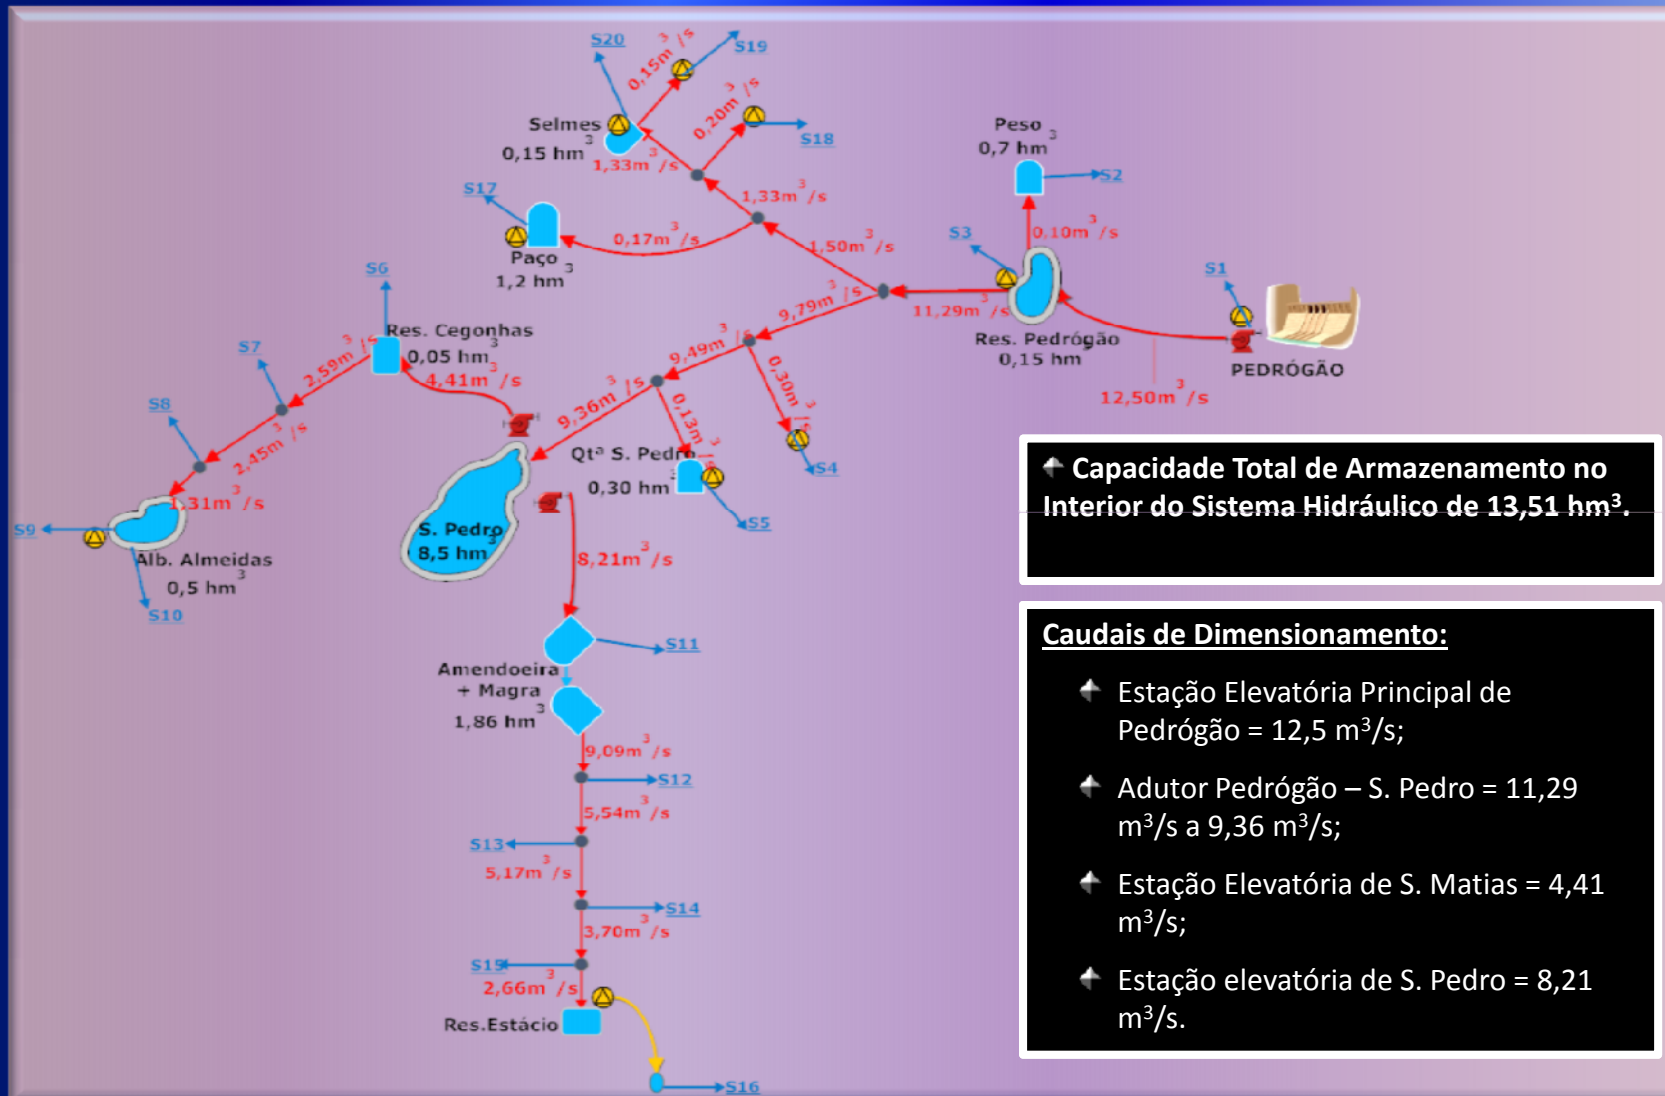 S20
S19
0,15m³/s
Selmes
0,15 hm³
0,20m³/s
S18
1,33m³/s
Peso
0,7 hm³
S2
S17
1,33m³/s
0,17m³/s
Paço
1,2 hm³
1,50m³/s
S3
0,10m³/s
S1
S6
11,29m³/s
Res. Pedrógão
0,15 hm
PEDRÓGÃO
12,50m³/s
9,79m³/s
9,49m³/s
0,30m³/s
S4
Res. Cegonhas
0,05 hm³
S7
2,59m³/s
4,41m³/s
9,36m³/s
0,13m³/s
S8
2,45m³/s
Qtª S. Pedro
0,30 hm³
S5
1,31m³/s
S9
S. Pedro
8,5 hm³
Alb. Almeidas
0,5 hm³
S10
8,21m³/s
S11
Amendoeira
+ Magra
1,86 hm³
9,09m³/s
S12
5,54m³/s
S13
5,17m³/s
S14
3,70m³/s
S15
2,66m³/s
Res.Estácio
S16
Capacidade Total de Armazenamento no
Interior do Sistema Hidráulico de 13,51 hm³.
Caudais de Dimensionamento:
Estação Elevatória Principal de
Pedrógão = 12,5 m³/s;
Adutor Pedrógão – S. Pedro = 11,29
m³/s a 9,36 m³/s;
Estação Elevatória de S. Matias = 4,41
m³/s;
Estação elevatória de S. Pedro = 8,21
m³/s.